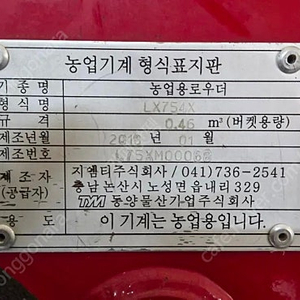 농업기계 형식표지판
기종명 농업용로우더
형식명 LX754X
규격 0.46 m³(버켓용량)
제조년월 2016 년 01 월
제조번호
제조자 지엠티주식회사/041)736-2541
(공급자) 충남 논산시 노성면 읍내리 329
TM 동양물산기업주식회사
용도 이 기계는 농업용입니다.